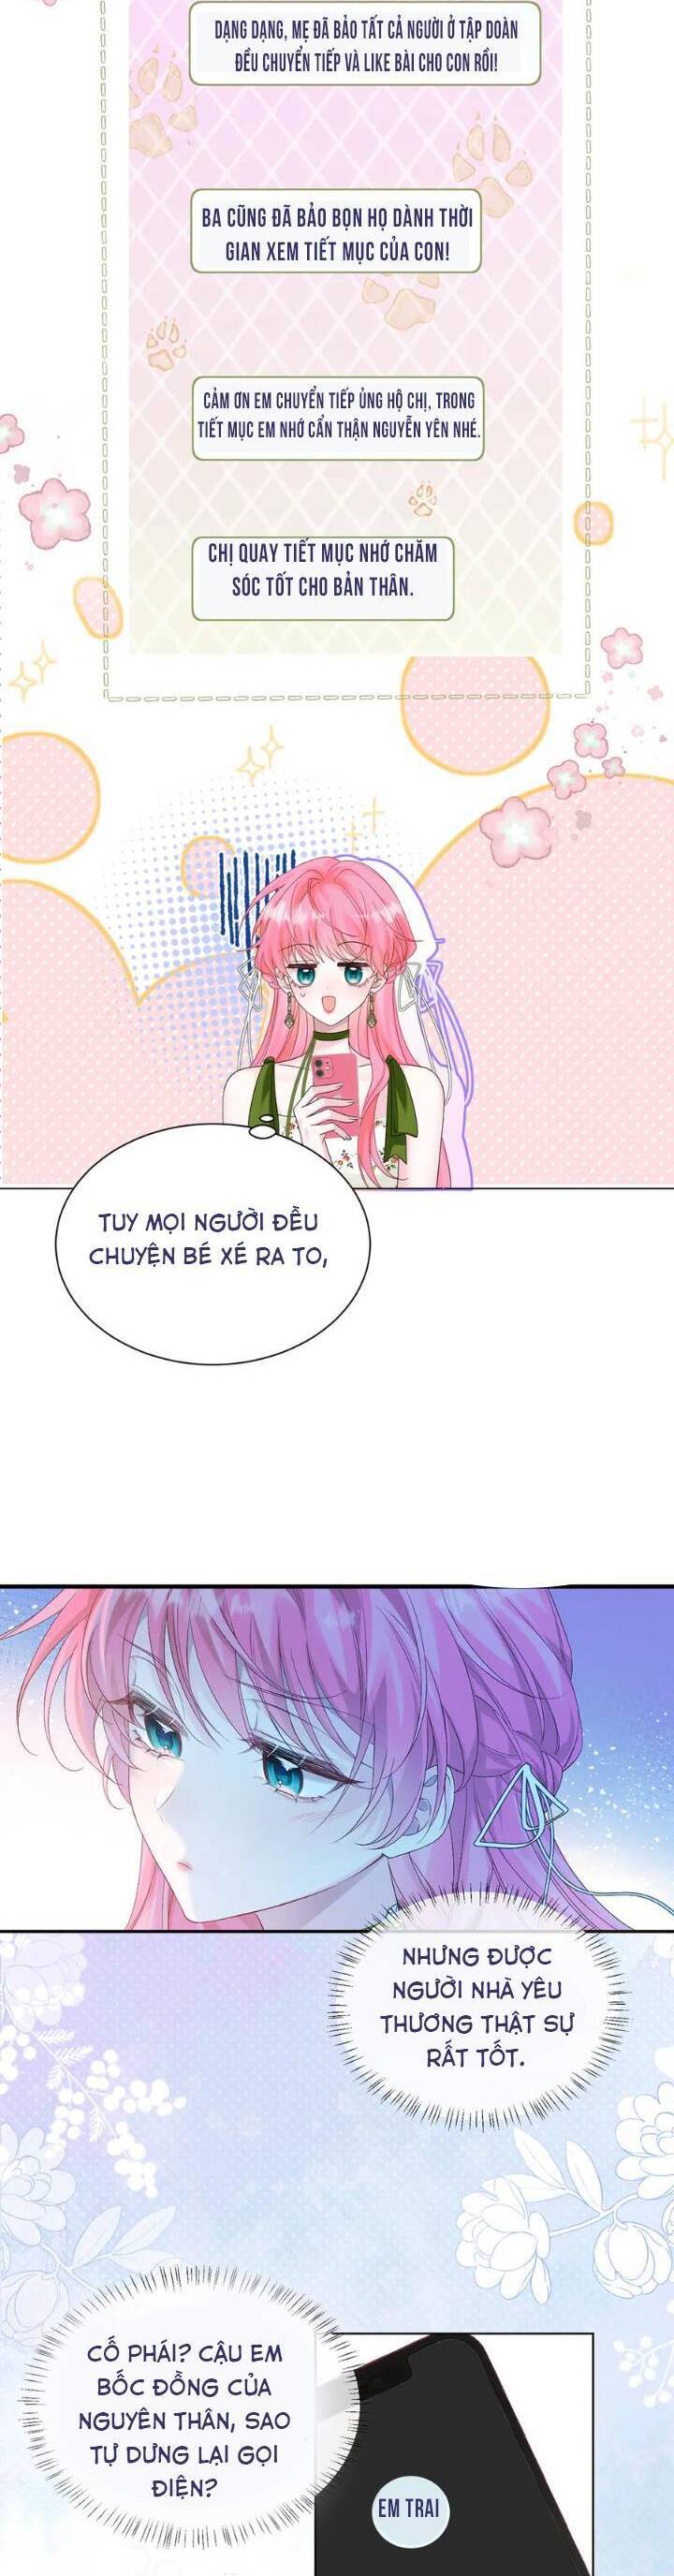 DẠNG DẠNG, MẸ ĐÃ BẢO TẤT CẢ NGƯỜI Ở TẬP ĐOÀN
ĐỀU CHUYỂN TIẾP VÀ LIKE BÀI CHO CON RỒI!
BA CŨNG ĐÃ BẢO BỌN HỌ DÀNH THỜI
GIAN XEM TIẾT MỤC CỦA CON!
CẢM ƠN EM CHUYỂN TIẾP ỦNG HỘ CHỊ, TRONG
TIẾT MỤC EM NHỚ CẨN THẬN NGUYỄN YÊN NHÉ.
CHỊ QUAY TIẾT MỤC NHỚ CHĂM
SÓC TỐT CHO BẢN THÂN.
TUY MỌI NGƯỜI ĐỀU
CHUYỆN BÉ XÉ RA TO,
NHƯNG ĐƯỢC
NGƯỜI NHÀ YÊU
THƯƠNG THẬT SỰ
RẤT TỐT.
CỐ PHÁI? CẬU EM
BỐC ĐỒNG CỦA
NGUYÊN THÂN, SAO
TỰ DƯNG LẠI GỌI
ĐIỆN?
EM TRAI